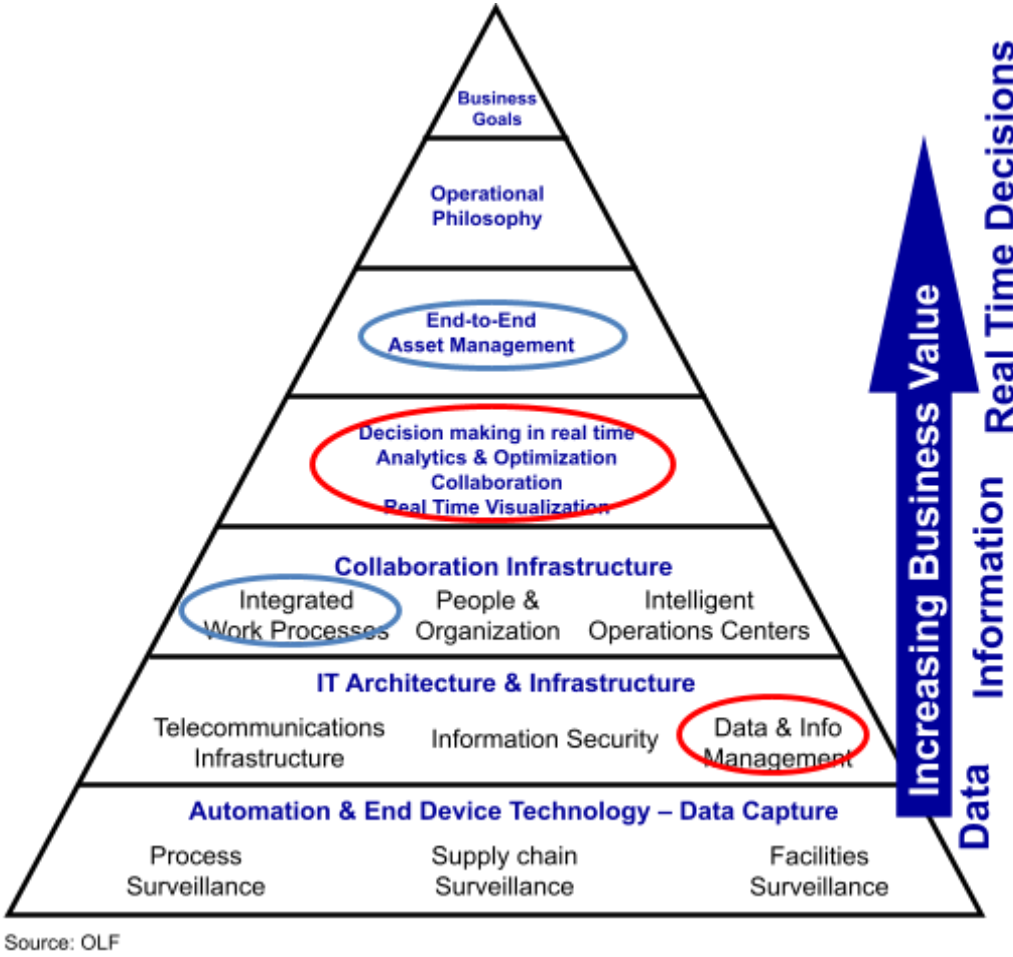 Business
Goals
Operational
Philosophy
End-to-End
Asset Management
Decision making in real time
Analytics & Optimization
Collaboration
Real Time Visualization
Collaboration Infrastructure
Integrated
Work Processes
People &
Organization
Intelligent
Operations Centers
IT Architecture & Infrastructure
Telecommunications
Infrastructure
Information Security
Data & Info
Management
Automation & End Device Technology – Data Capture
Process
Surveillance
Supply chain
Surveillance
Facilities
Surveillance
Increasing Business Value
Data
Information
Real Time Decisions
Source: OLF